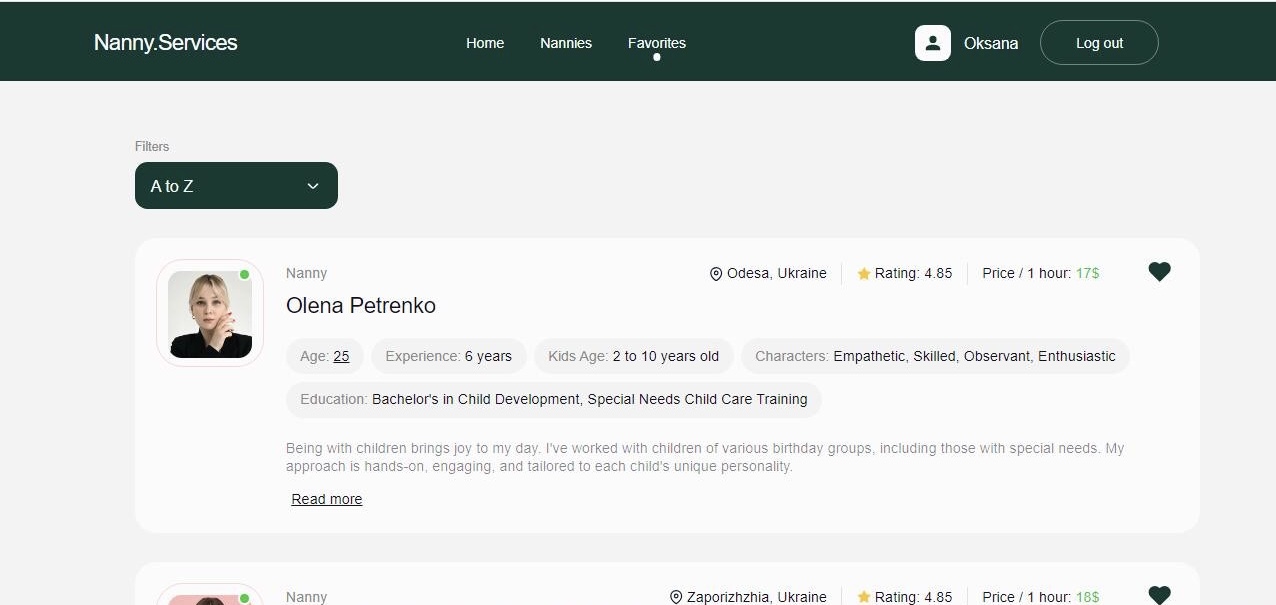 Nanny.Services Home Nannies Favorites Oksana Log out
Filters
A to Z
Nanny Odesa, Ukraine Rating: 4.85 Price / 1 hour: 17$
Olena Petrenko
Age: 25 Experience: 6 years Kids Age: 2 to 10 years old Characters: Empathetic, Skilled, Observant, Enthusiastic
Education: Bachelor's in Child Development, Special Needs Child Care Training
Being with children brings joy to my day. I've worked with children of various birthday groups, including those with special needs. My
approach is hands-on, engaging, and tailored to each child's unique personality.
Read more
Nanny Zaporizhzhia, Ukraine Rating: 4.85 Price / 1 hour: 18$